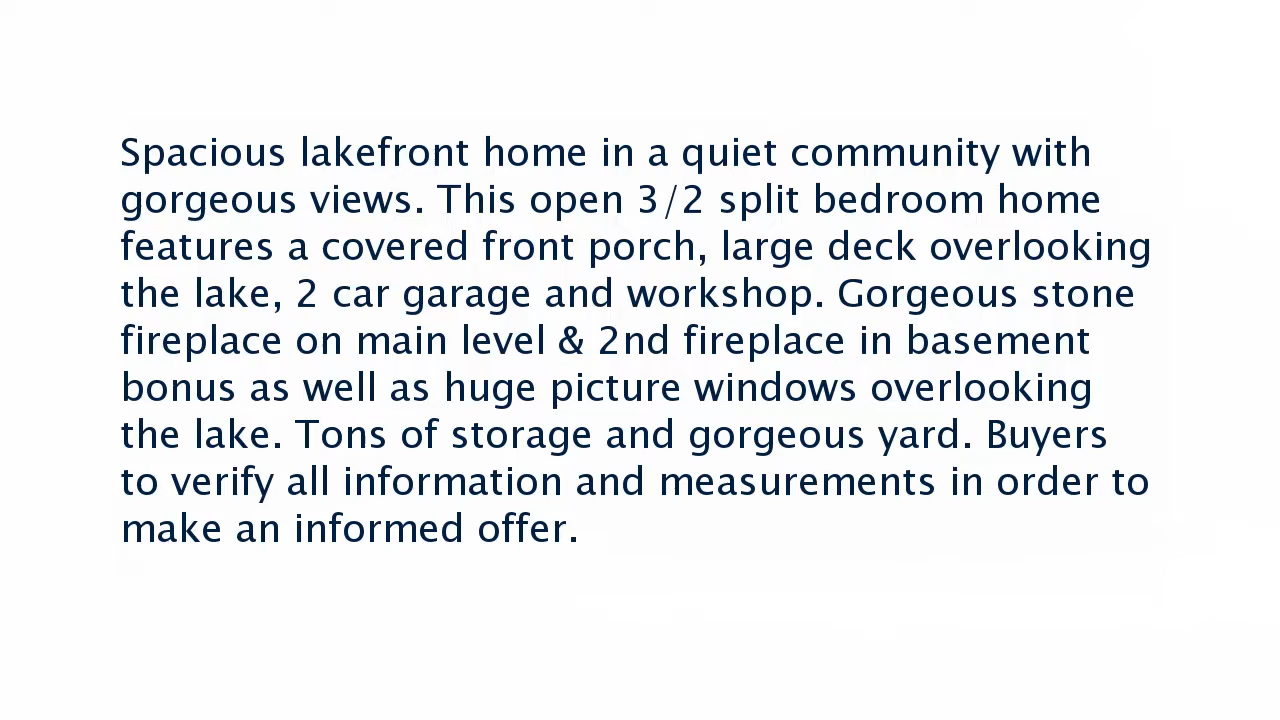 Spacious lakefront home in a quiet community with
gorgeous views. This open 3/2 split bedroom home
features a covered front porch, large deck overlooking
the lake, 2 car garage and workshop. Gorgeous stone
fireplace on main level & 2nd fireplace in basement
bonus as well as huge picture windows overlooking
the lake. Tons of storage and gorgeous yard. Buyers
to verify all information and measurements in order to
make an informed offer.